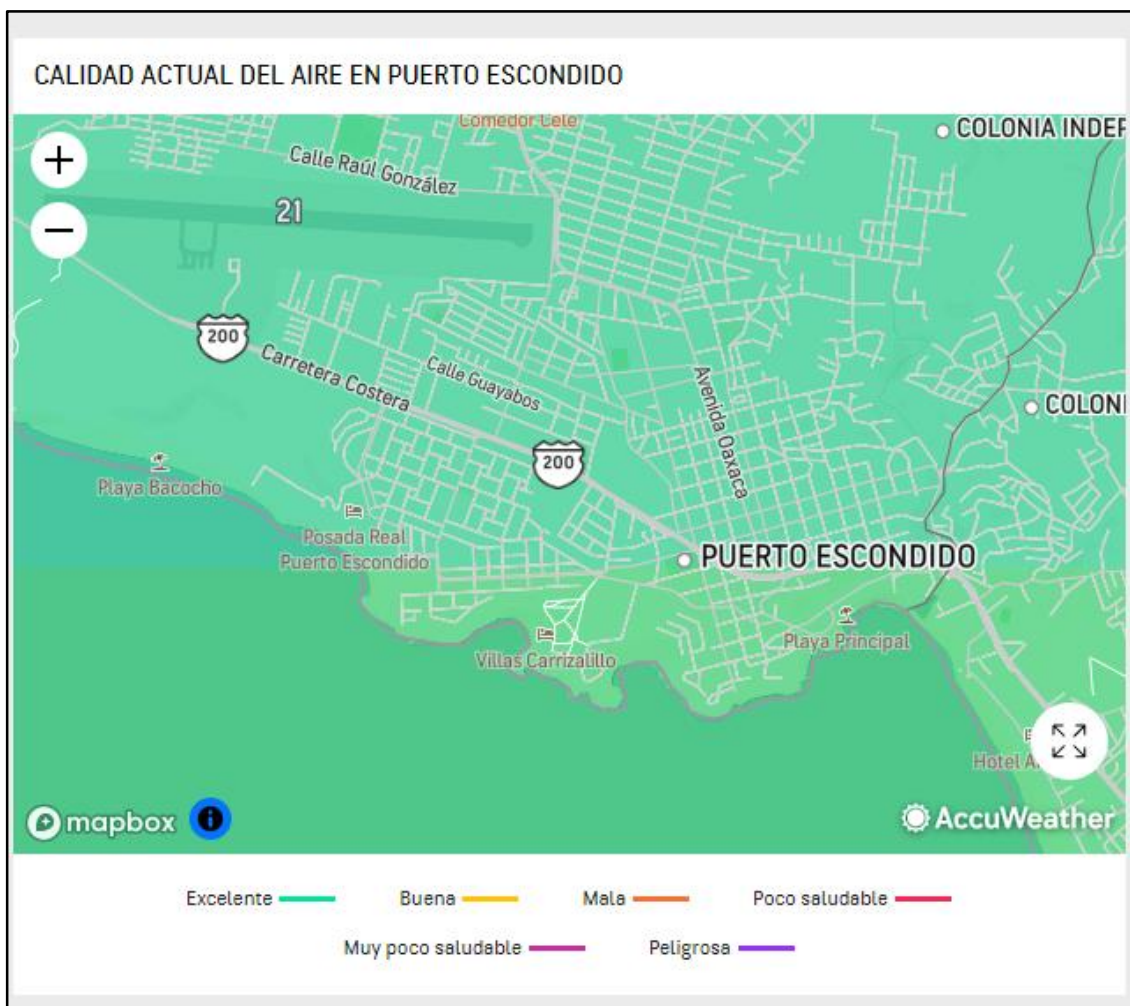 CALIDAD ACTUAL DEL AIRE EN PUERTO ESCONDIDO
Comedor Cele
COLONIA INDEP
Calle Raúl González
21
200
Carretera Costera
Calle Guayabos
Avenida Oaxaca
COLONI
200
Playa Bacocho
Posada Real
Puerto Escondido
PUERTO ESCONDIDO
Villas Carrizalillo
Playa Principal
Hotel
mapbox
AccuWeather
Excelente
Buena
Mala
Poco saludable
Muy poco saludable
Peligrosa